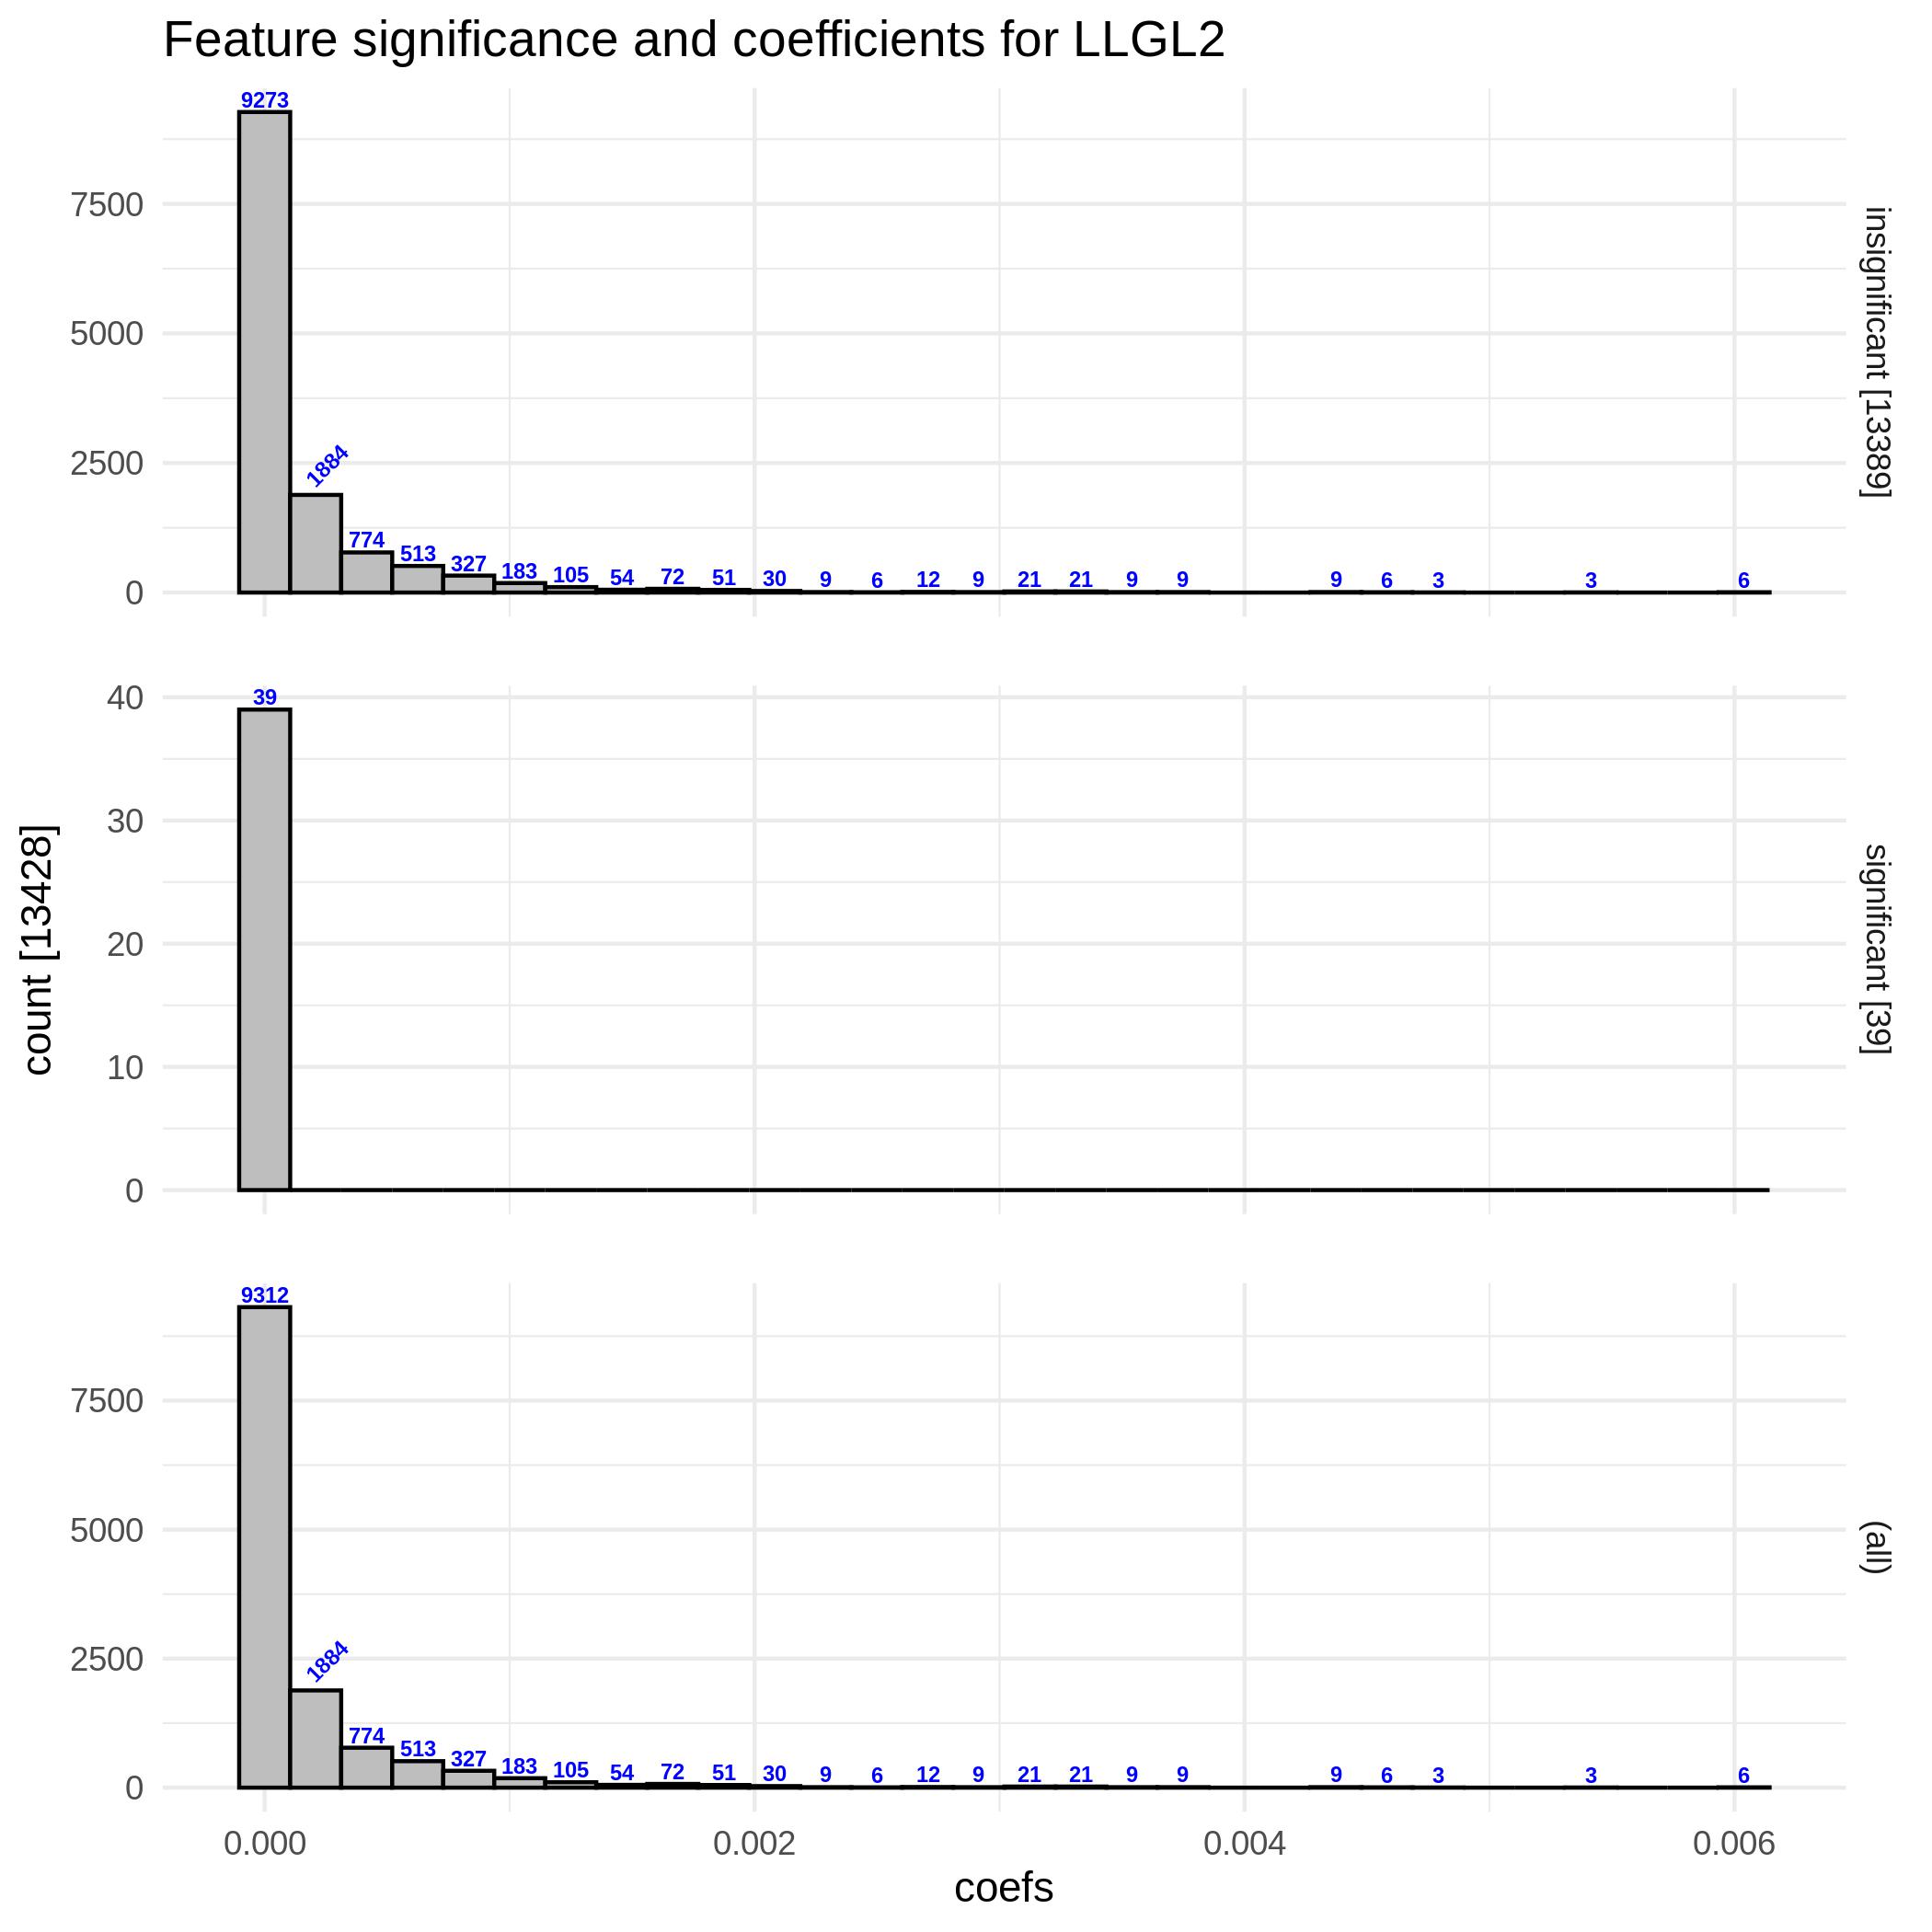 Feature significance and coefficients for LLGL2
9273
7500
5000
2500
0
1884
774 513 327 183 105 54 72 51 30 9 6 12 9 21 21 9 9 9 6 3 3 6
insignificant [13389]
count [13428]
40
30
20
10
0
39
significant [39]
9312
7500
5000
2500
0
1884
774 513 327 183 105 54 72 51 30 9 6 12 9 21 21 9 9 9 6 3 3 6
(all)
0.000 0.002 0.004 0.006
coefs